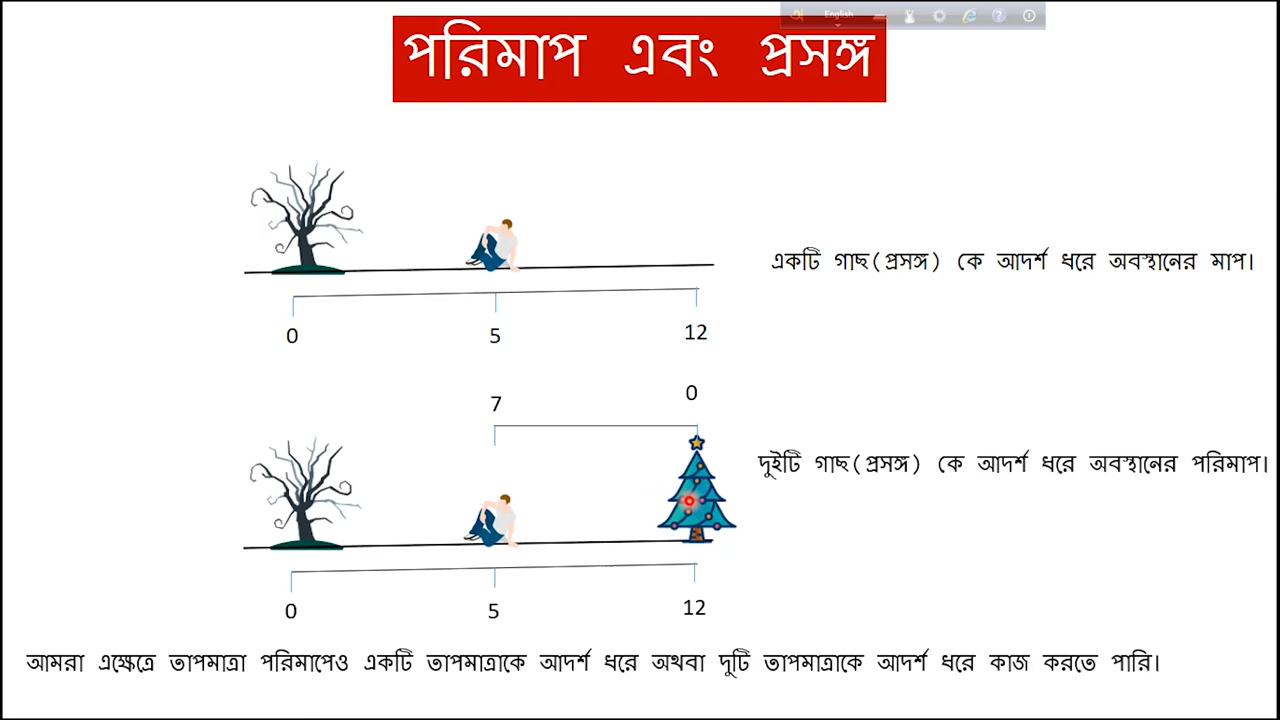 English
পরিমাপ এবং প্রসঙ্গ
একটি গাছ(প্রসঙ্গ) কে আদর্শ ধরে অবস্থানের মাপ।
0 5 12
7 0
দুইটি গাছ(প্রসঙ্গ) কে আদর্শ ধরে অবস্থানের পরিমাপ।
0 5 12
আমরা এক্ষেত্রে তাপমাত্রা পরিমাপেও একটি তাপমাত্রাকে আদর্শ ধরে অথবা দুটি তাপমাত্রাকে আদর্শ ধরে কাজ করতে পারি।